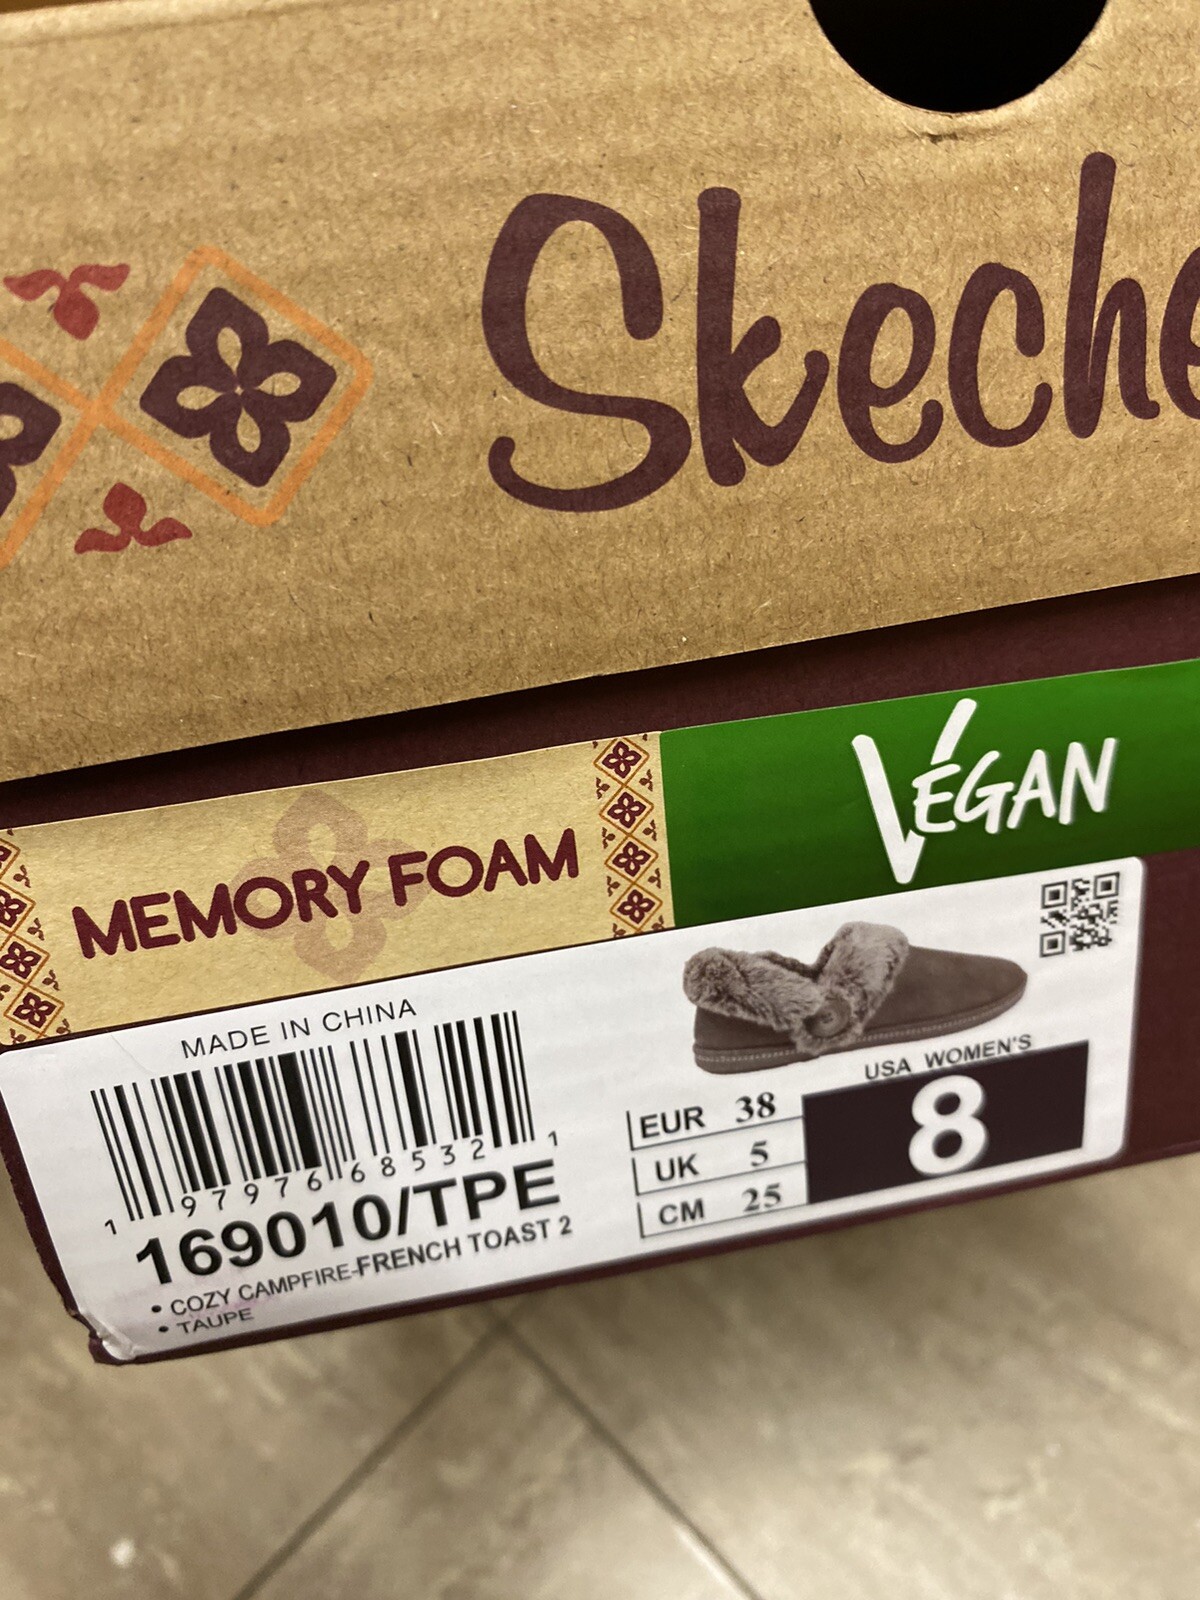 Skeche
MEMORY FOAM
VEGAN
MADE IN CHINA
1 97976 68532 1
169010/TPE
• COZY CAMPFIRE-FRENCH TOAST 2
• TAUPE
USA WOMEN'S
8
EUR 38
UK 5
CM 25